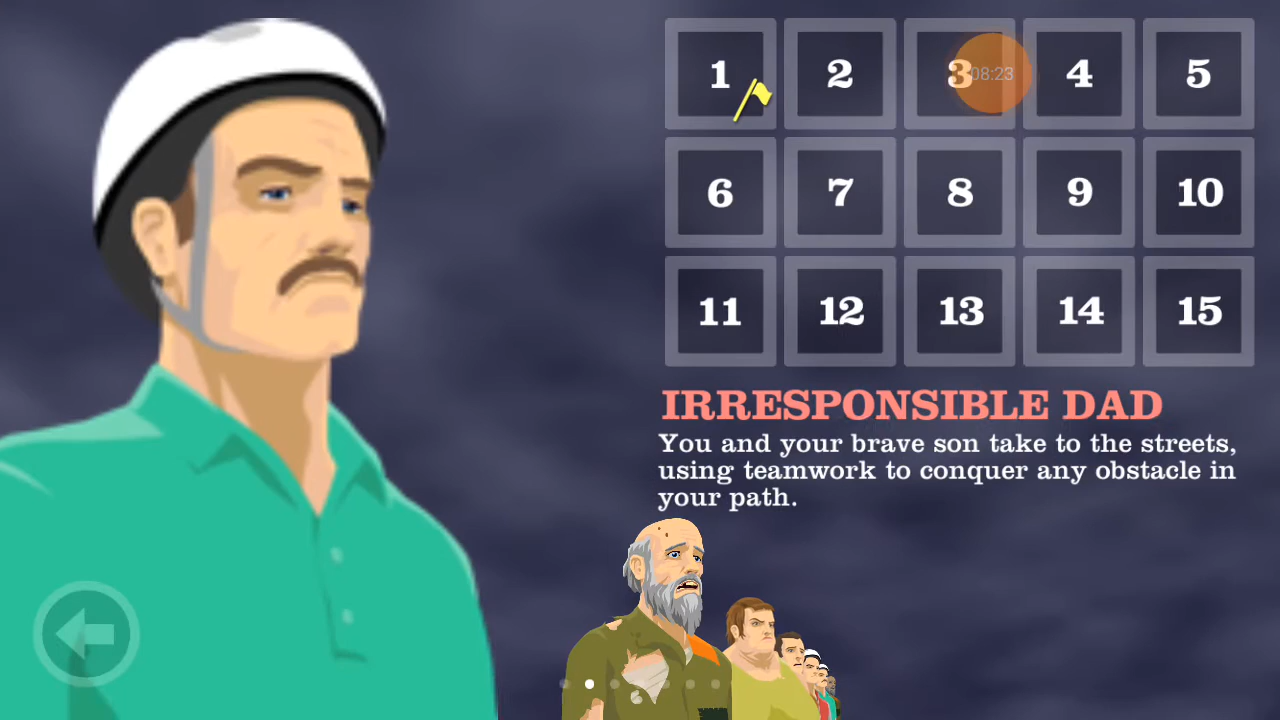 1 2 3 08:23 4 5
6 7 8 9 10
11 12 13 14 15
IRRESPONSIBLE DAD
You and your brave son take to the streets,
using teamwork to conquer any obstacle in
your path.